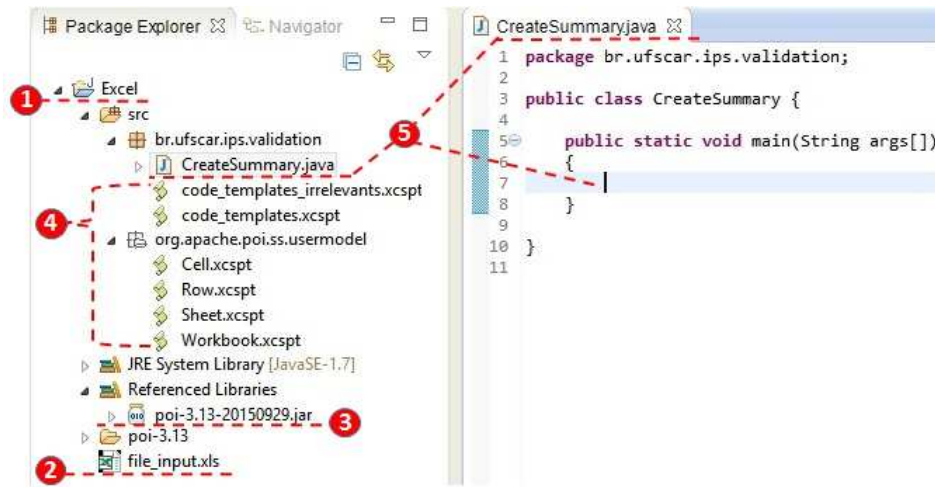 Package Explorer
Navigator
CreateSummary.java
1
Excel
src
br.ufscar.ips.validation
CreateSummary.java
4
code_templates_irrelevants.xcspt
code_templates.xcspt
org.apache.poi.ss.usermodel
Cell.xcspt
Row.xcspt
Sheet.xcspt
Workbook.xcspt
JRE System Library [JavaSE-1.7]
Referenced Libraries
010 poi-3.13-20150929.jar
3
poi-3.13
2
file_input.xls
5
1 package br.ufscar.ips.validation;
2
3 public class CreateSummary {
4
5 public static void main(String args[])
6 {
7
8 }
9
10 }
11